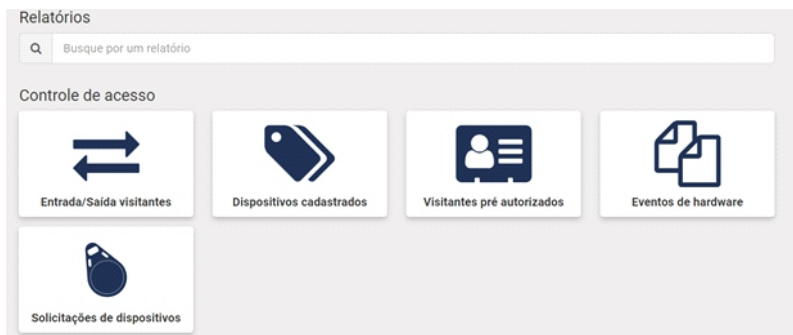 Relatórios
Busque por um relatório
Controle de acesso
Entrada/Saída visitantes
Dispositivos cadastrados
Visitantes pré autorizados
Eventos de hardware
Solicitações de dispositivos